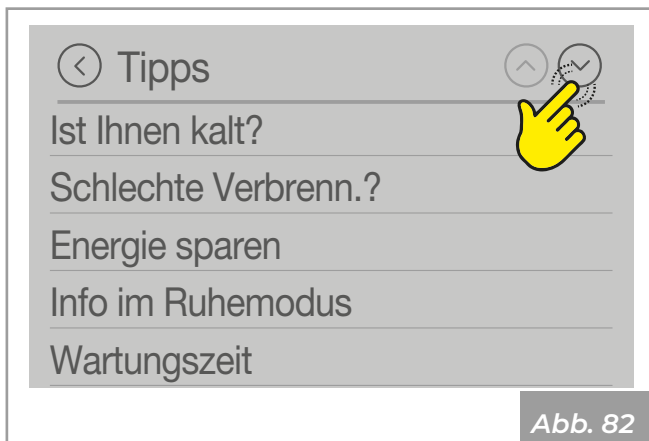 Tipps
Ist Ihnen kalt?
Schlechte Verbrenn.?
Energie sparen
Info im Ruhemodus
Wartungszeit
Abb. 82